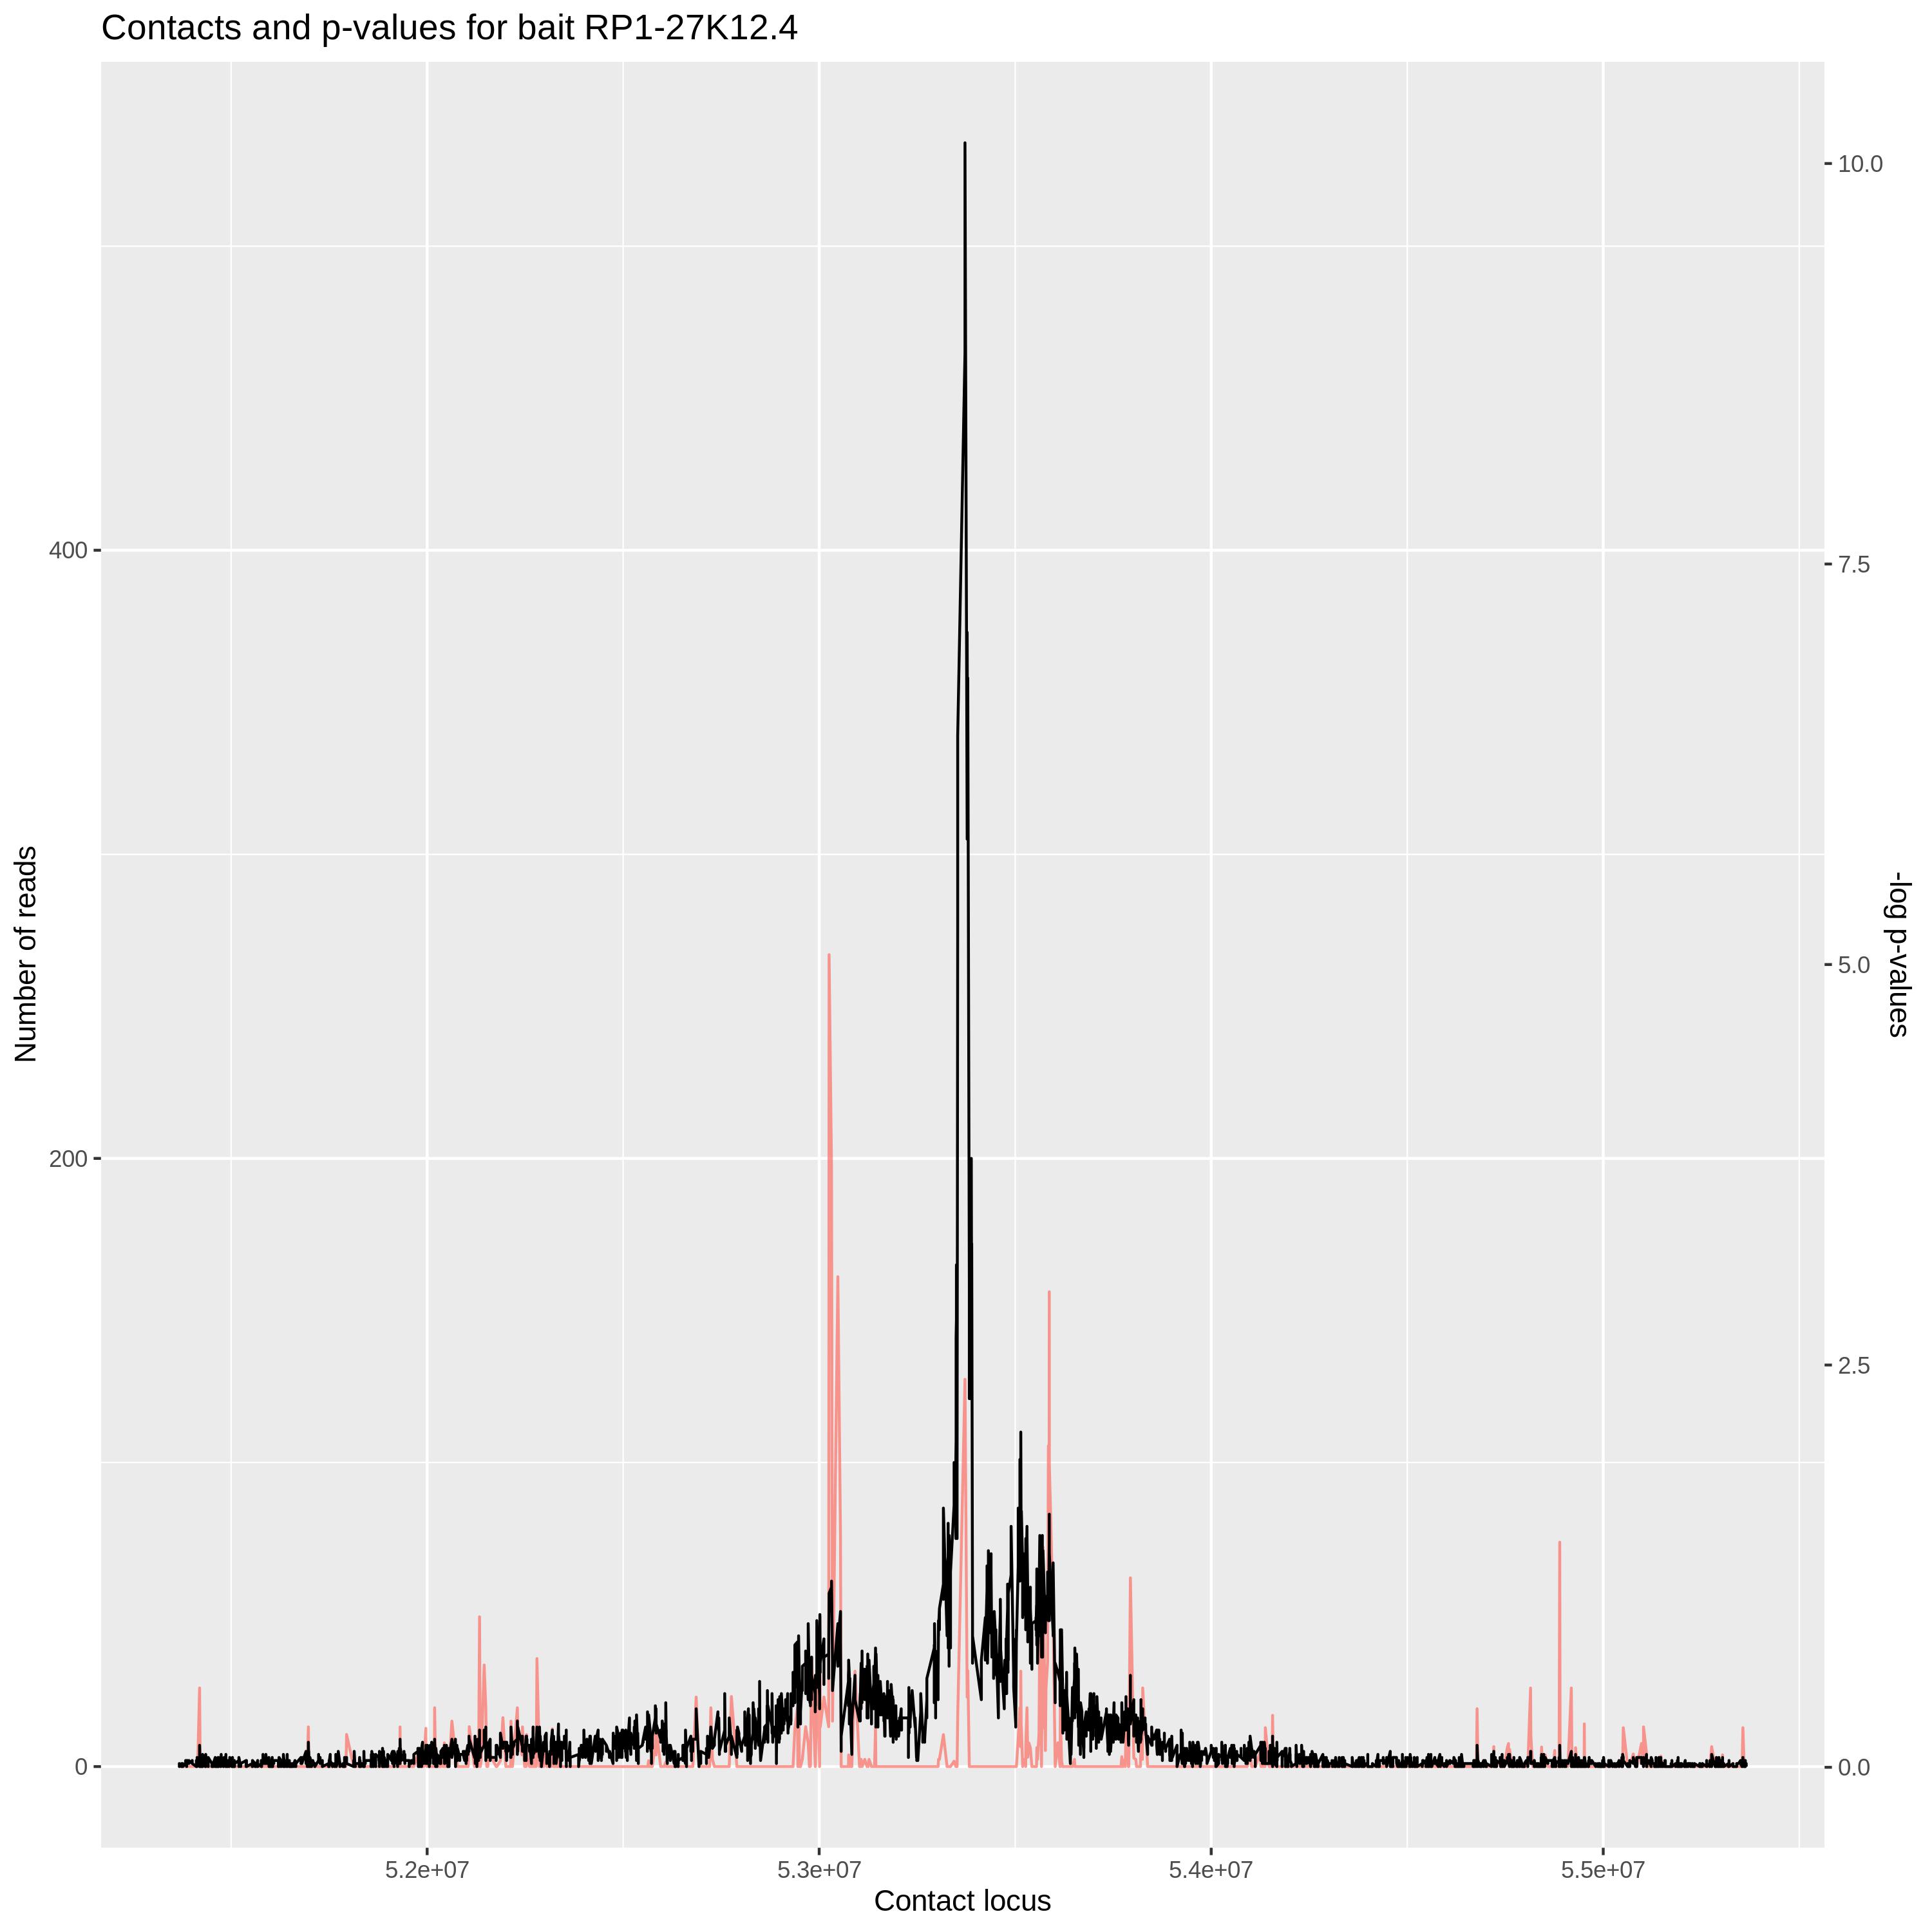 Contacts and p-values for bait RP1-27K12.4
Number of reads
400
200
0
10.0
7.5
5.0
2.5
0.0
-log p-values
5.2e+07
5.3e+07
5.4e+07
5.5e+07
Contact locus